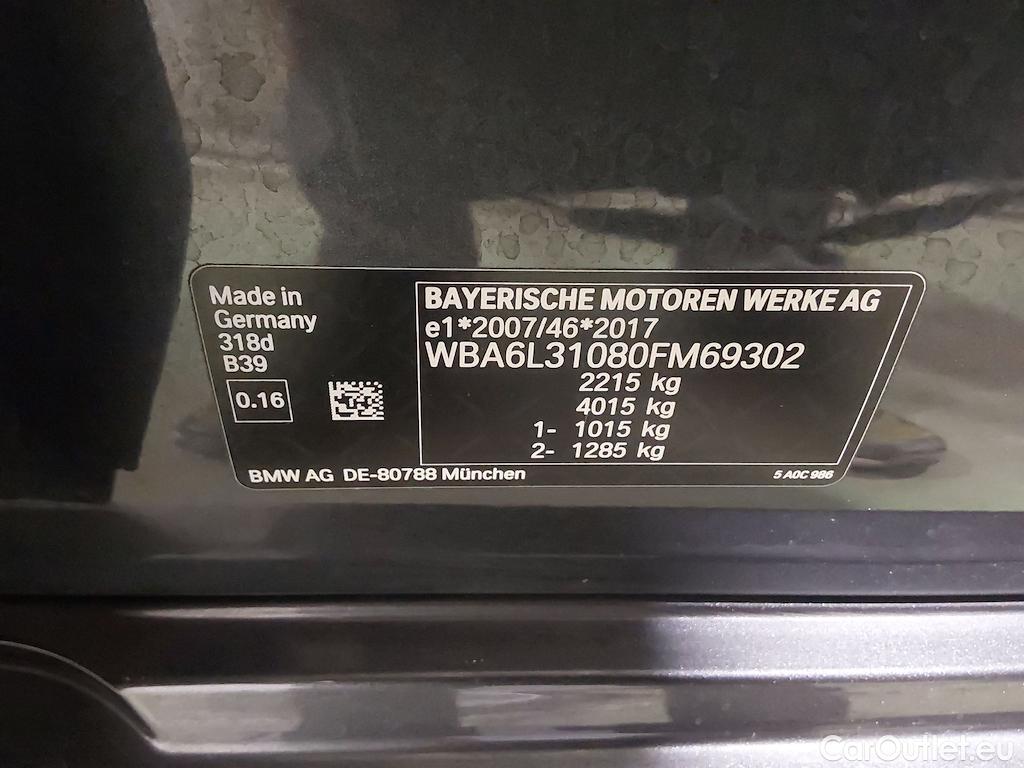 Made in
Germany
318d
B39
0.16
BAYERISCHE MOTOREN WERKE AG
e1*2007/46*2017
WBA6L31080FM69302
2215 kg
4015 kg
1- 1015 kg
2- 1285 kg
BMW AG DE-80788 München
5 A0C 986
CarOutlet.eu